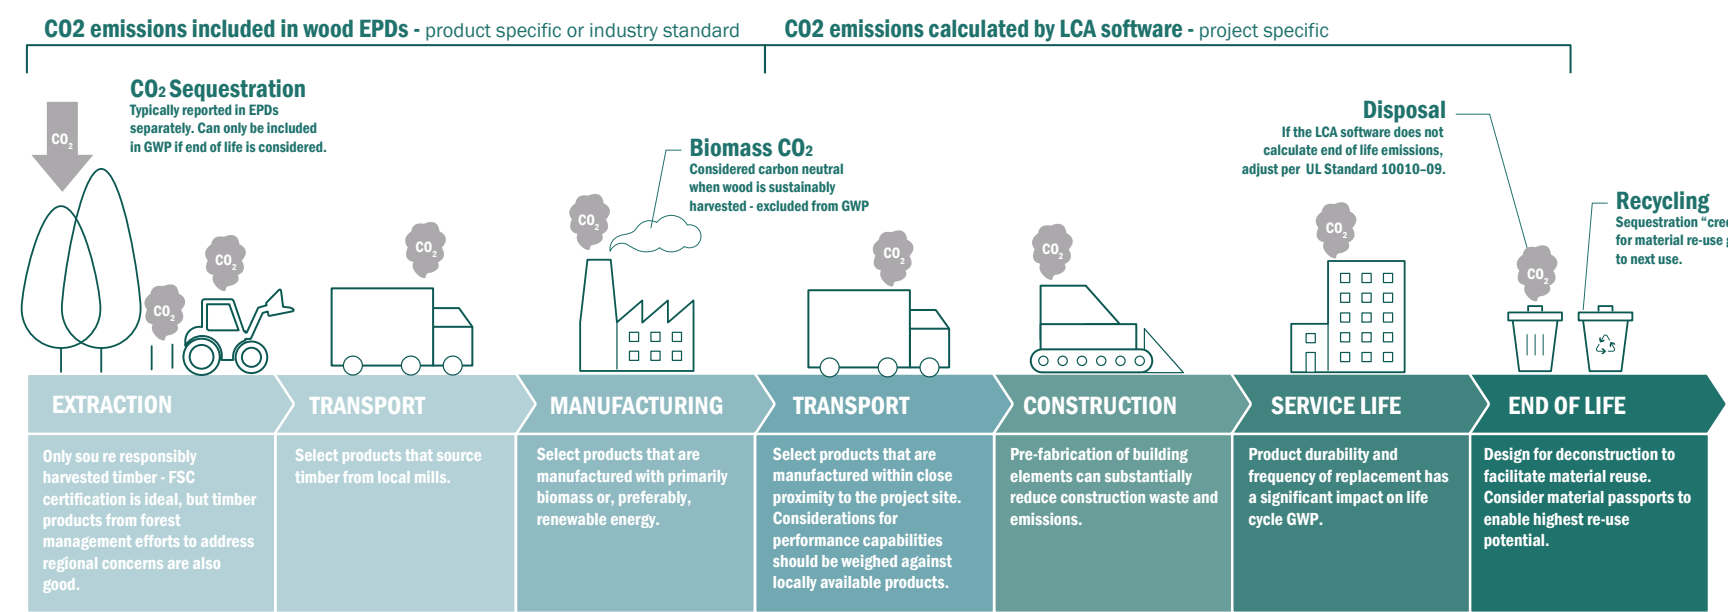 CO2 emissions included in wood EPDs - product specific or industry standard
CO2 emissions calculated by LCA software - project specific
CO2 Sequestration
Typically reported in EPDs
separately. Can only be included
in GWP if end of life is considered.
CO2
Biomass CO2
Considered carbon neutral
when wood is sustainably
harvested - excluded from GWP
Disposal
If the LCA software does not
calculate end of life emissions,
adjust per UL Standard 10010–09.
Recycling
Sequestration “cred
for material re-use g
to next use.
CO2
CO2
CO2
CO2
CO2
CO2
CO2
CO2
EXTRACTION
TRANSPORT
MANUFACTURING
TRANSPORT
CONSTRUCTION
SERVICE LIFE
END OF LIFE
Only sou re responsibly
harvested timber - FSC
certification is ideal, but timber
products from forest
management efforts to address
regional concerns are also
good.
Select products that source
timber from local mills.
Select products that are
manufactured with primarily
biomass or, preferably,
renewable energy.
Select products that are
manufactured within close
proximity to the project site.
Considerations for
performance capabilities
should be weighed against
locally available products.
Pre-fabrication of building
elements can substantially
reduce construction waste and
emissions.
Product durability and
frequency of replacement has
a significant impact on life
cycle GWP.
Design for deconstruction to
facilitate material reuse.
Consider material passports to
enable highest re-use
potential.